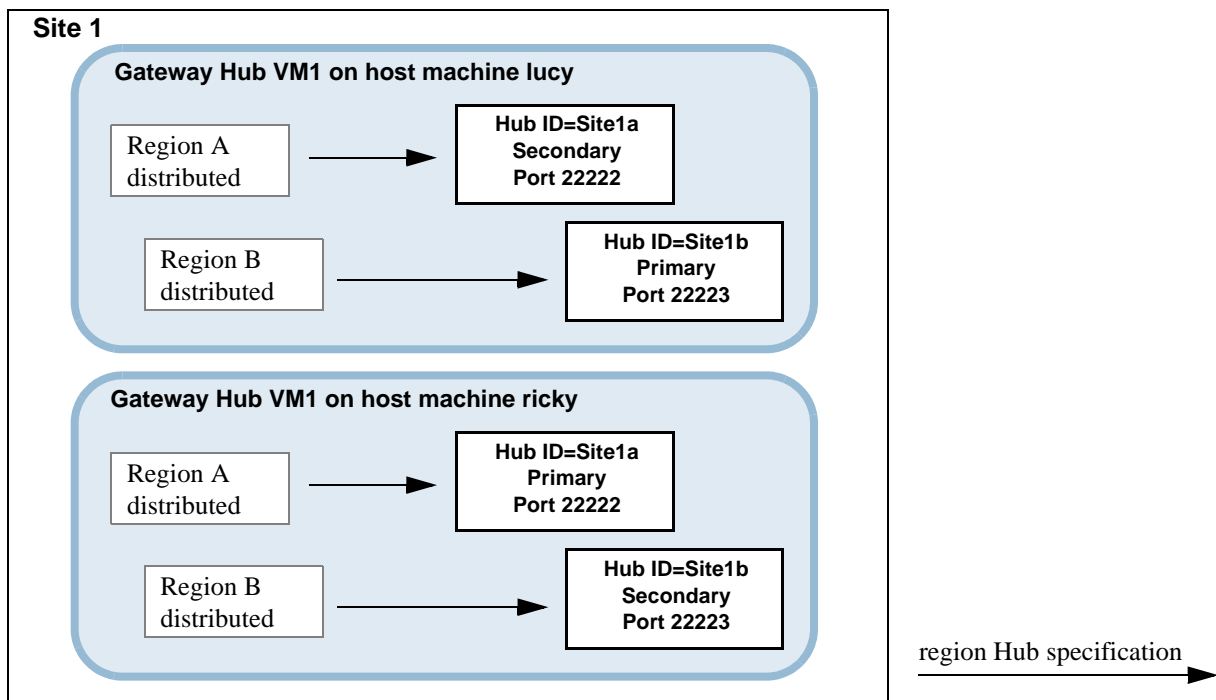 Site 1
Gateway Hub VM1 on host machine lucy
Region A
distributed
Hub ID=Site1a
Secondary
Port 22222
Region B
distributed
Hub ID=Site1b
Primary
Port 22223
Gateway Hub VM1 on host machine ricky
Region A
distributed
Hub ID=Site1a
Primary
Port 22222
Region B
distributed
Hub ID=Site1b
Secondary
Port 22223
region Hub specification